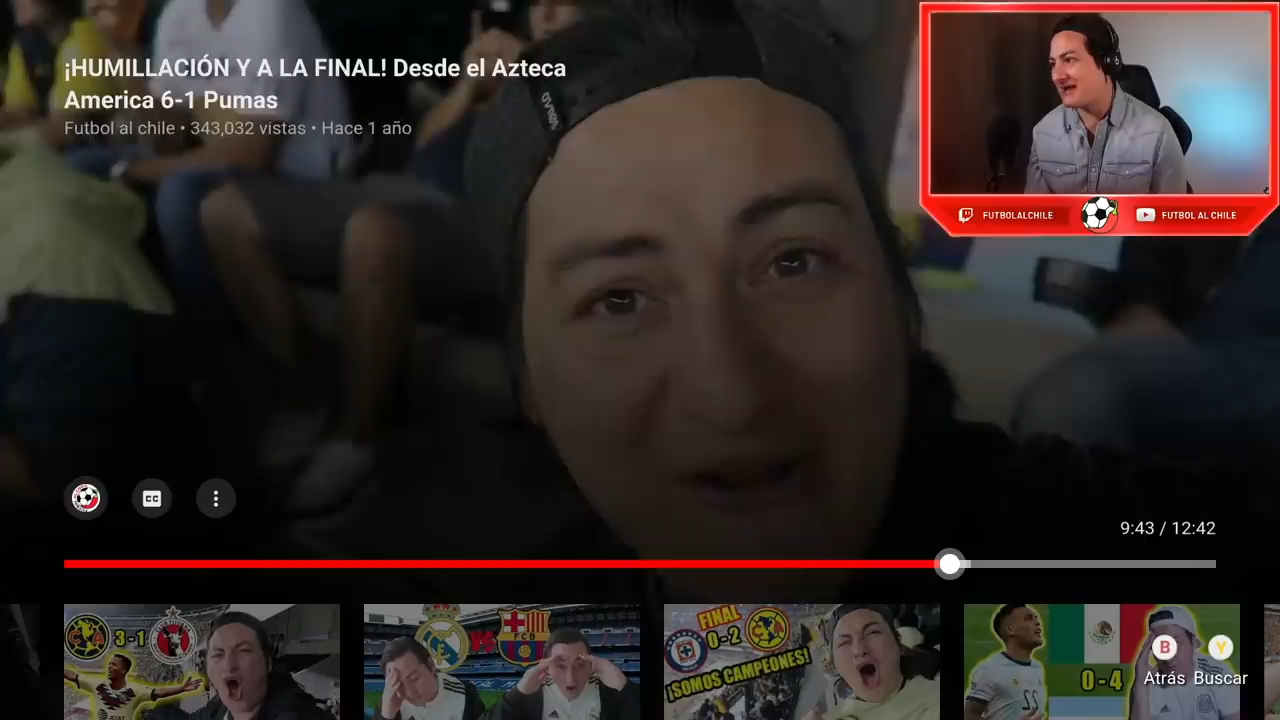 ¡HUMILLACIÓN Y A LA FINAL! Desde el Azteca
America 6-1 Pumas
Futbol al chile • 343,032 vistas • Hace 1 año
FUTBOLALCHILE
FUTBOL AL CHILE
CC
9:43 / 12:42
3-1
VS
FCB
FINAL
0-2
¡SOMOS CAMPEONES!
0-4
B
Y
Atrás
Buscar